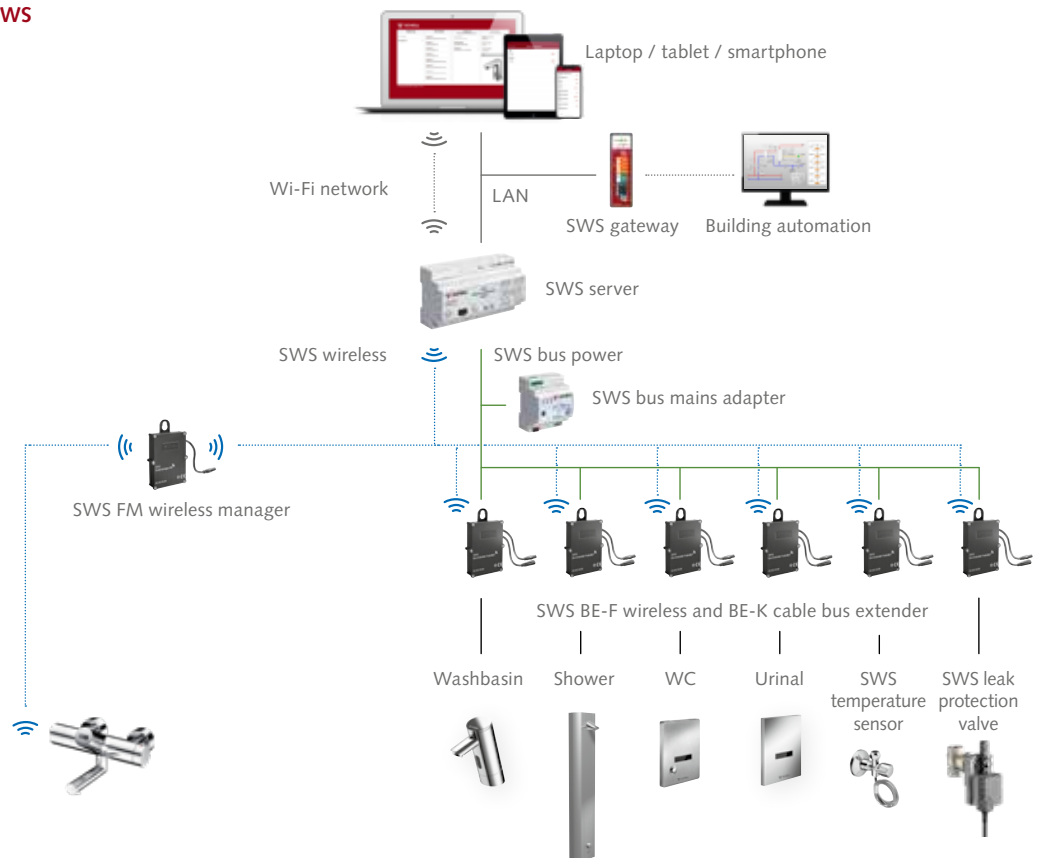 WS
Laptop / tablet / smartphone
Wi-Fi network
LAN
SWS gateway
Building automation
SWS server
SWS wireless
SWS bus power
SWS bus mains adapter
SWS FM wireless manager
SWS BE-F wireless and BE-K cable bus extender
Washbasin
Shower
WC
Urinal
SWS
temperature
sensor
SWS leak
protection
valve